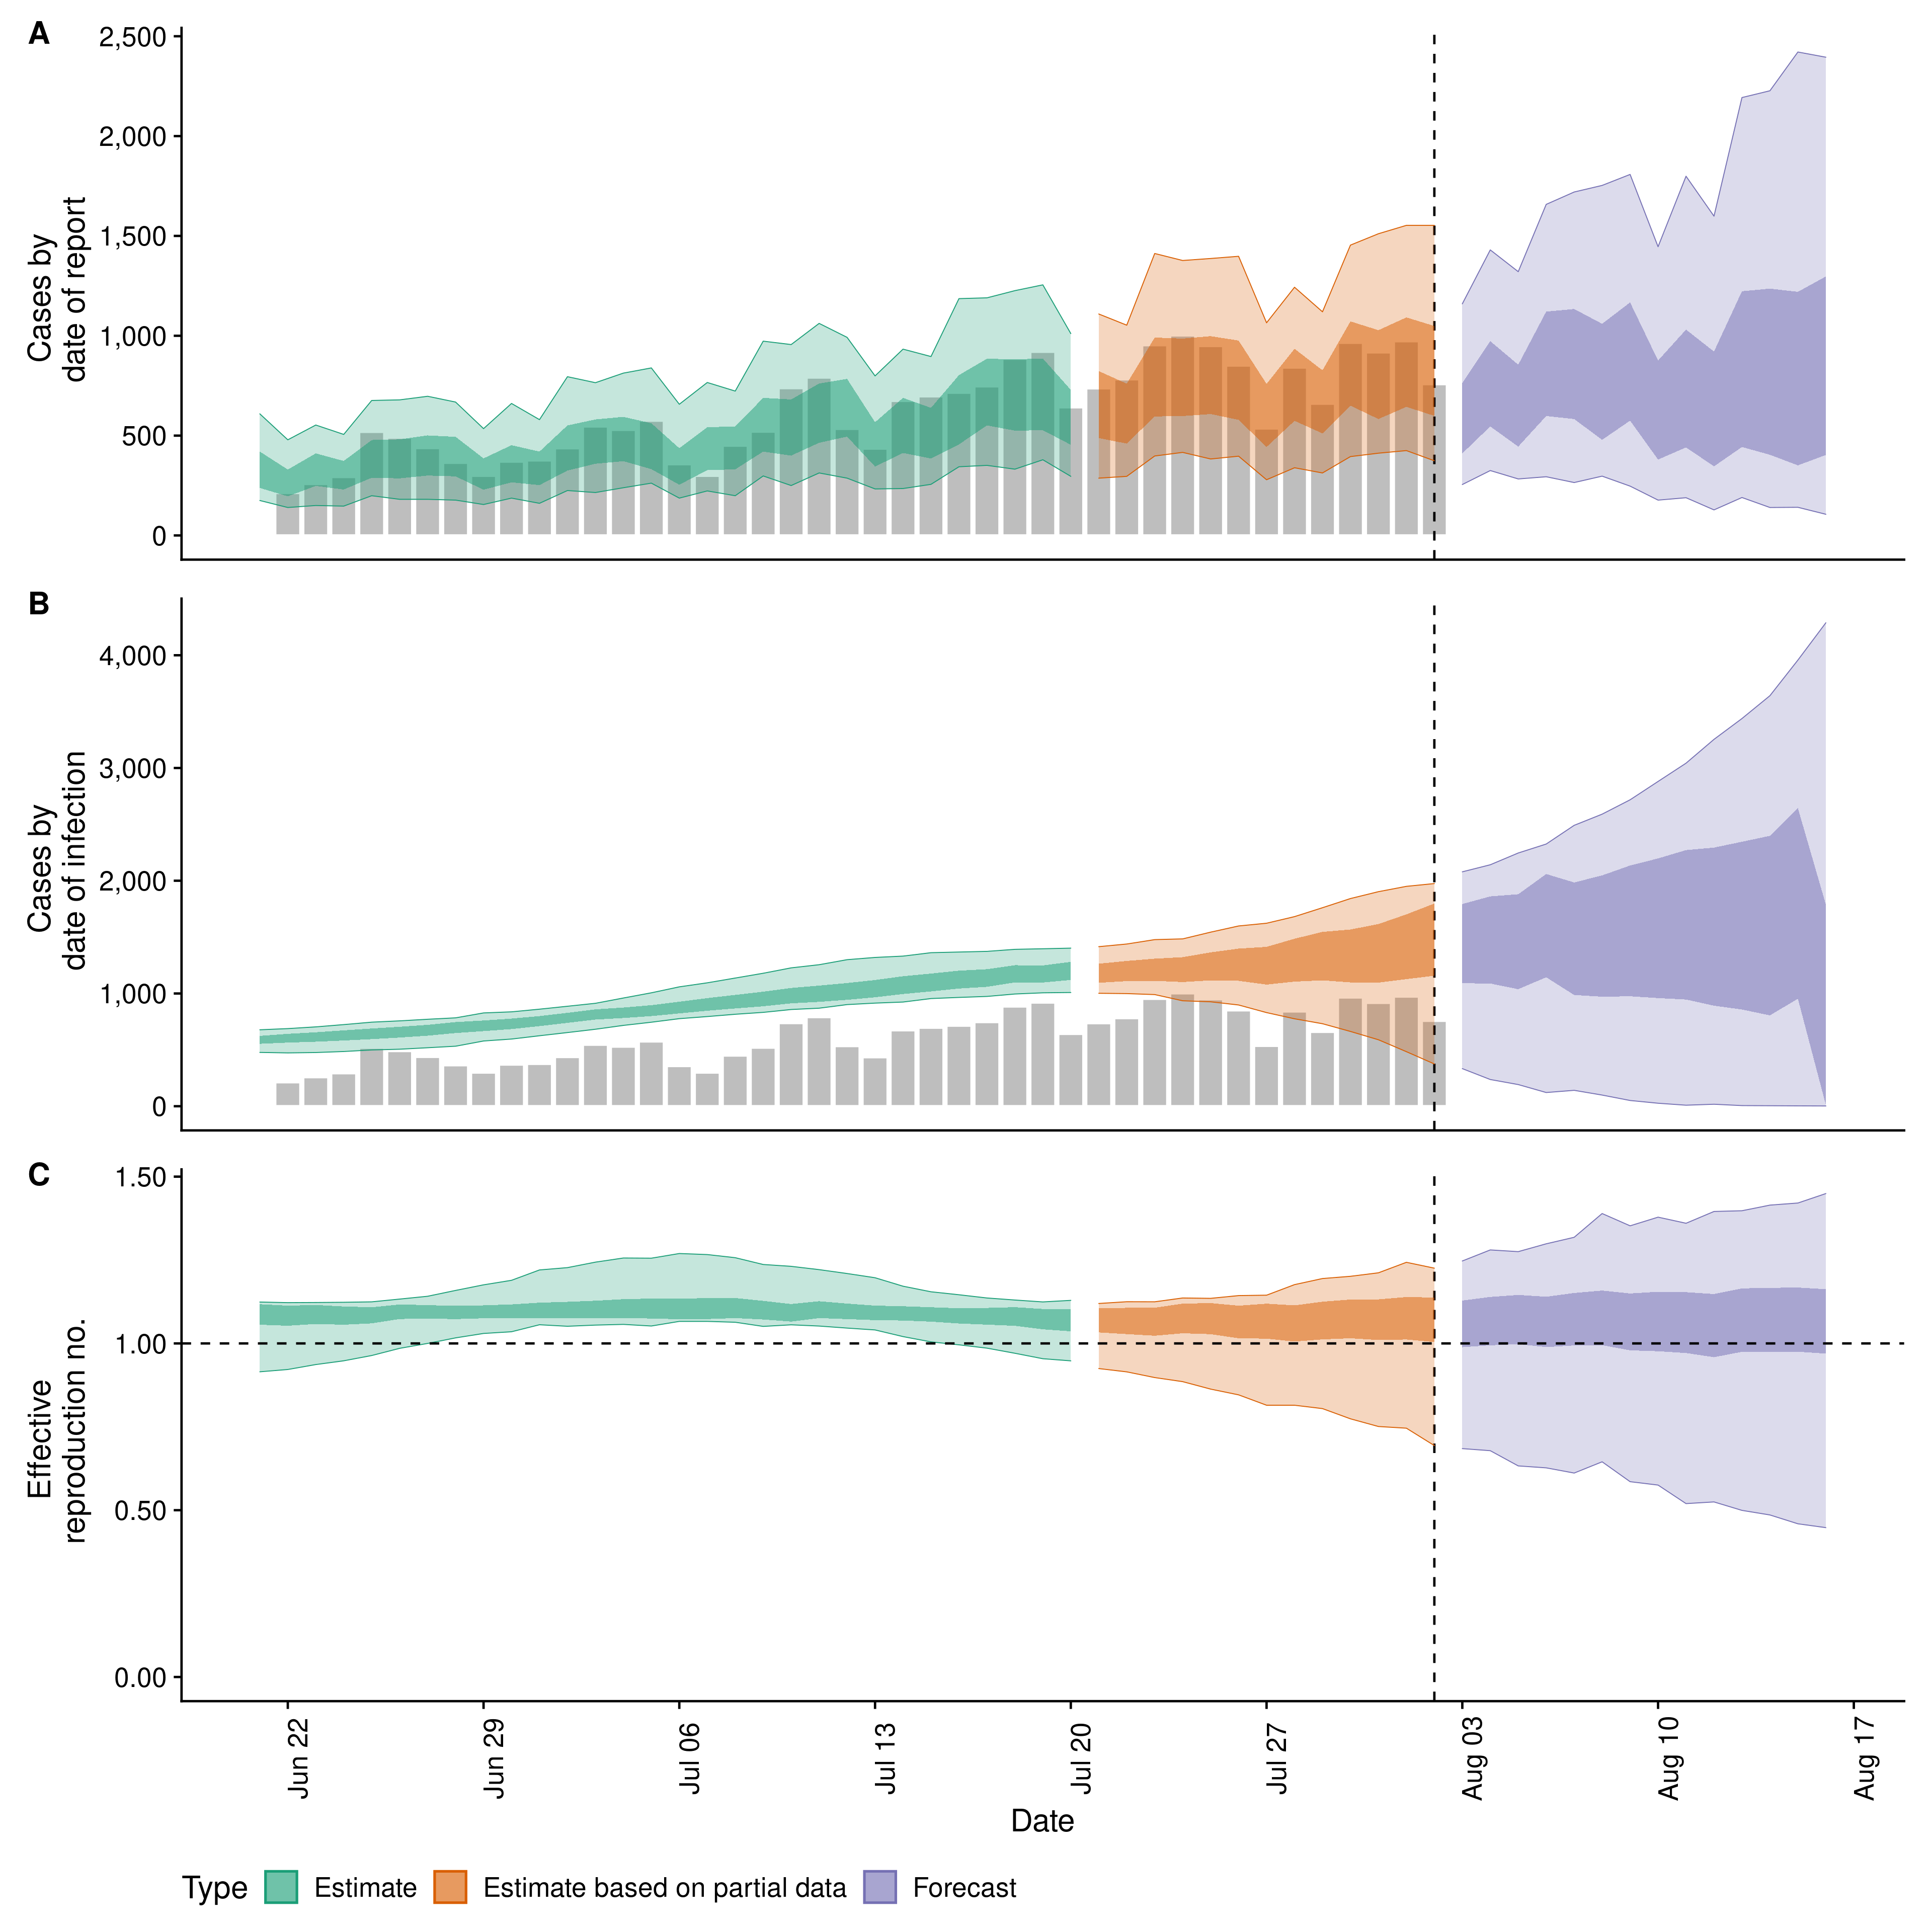 A
2,500
2,000
1,500
1,000
500
0
Cases by
date of report
B
4,000
3,000
2,000
1,000
0
Cases by
date of infection
C
1.50
1.00
0.50
0.00
Effective
reproduction no.
Jun 22
Jun 29
Jul 06
Jul 13
Jul 20
Jul 27
Aug 03
Aug 10
Aug 17
Date
Type Estimate Estimate based on partial data Forecast